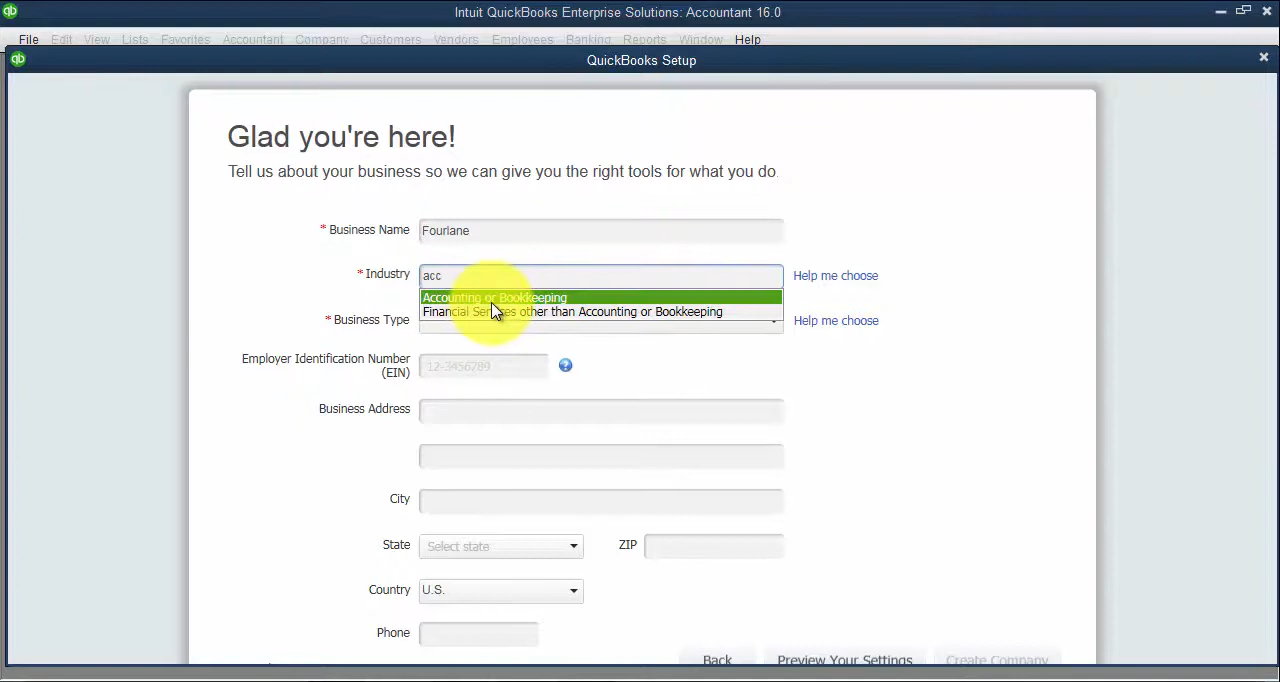 qb Intuit QuickBooks Enterprise Solutions: Accountant 16.0
File Edit View Lists Favorites Accountant Company Customers Vendors Employees Banking Reports Window Help
qb QuickBooks Setup
Glad you're here!
Tell us about your business so we can give you the right tools for what you do.
* Business Name Fourlane
* Industry acc Help me choose
Accounting or Bookkeeping
Financial Services other than Accounting or Bookkeeping
* Business Type Help me choose
Employer Identification Number
(EIN) 12-3456789 ?
Business Address
City
State Select state ZIP
Country U.S.
Phone
Back Preview Your Settings Create Company